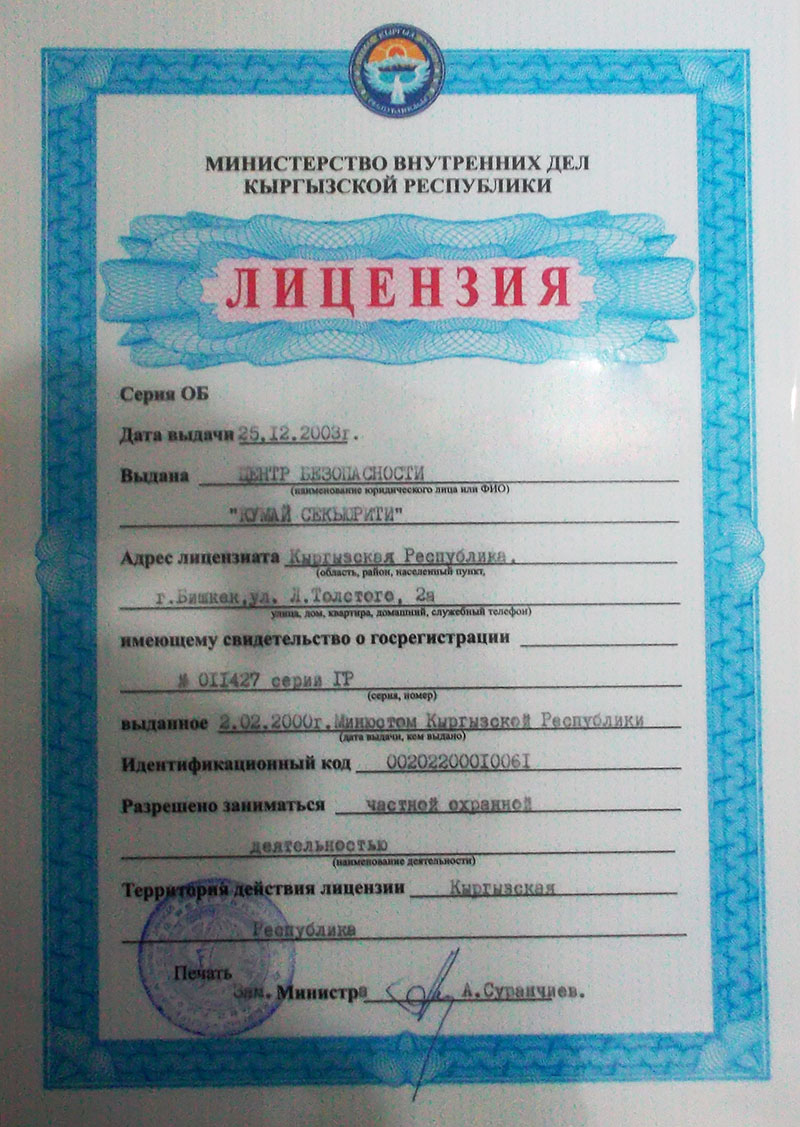 МИНИСТЕРСТВО ВНУТРЕННИХ ДЕЛ
КЫРГЫЗСКОЙ РЕСПУБЛИКИ
ЛИЦЕНЗИЯ
Серия ОБ
Дата выдачи 25.12.2003г.
Выдана ЦЕНТР БЕЗОПАСНОСТИ
(наименование юридического лица или ФИО)
"КУМАЙ СЕКЬЮРИТИ"
Адрес лицензиата Кыргызская Республика,
(область, район, населенный пункт,
г.Бишкек,ул. Л.Толстого, 2а
улица, дом, квартира, домашний, служебный телефон)
имеющему свидетельство о госрегистрации
№ 011427 серия ГР
(серия, номер)
выданное 2.02.2000г.Минюстом Кыргызской Республики
(дата выдачи, кем выдано)
Идентификационный код 00202200010061
Разрешено заниматься частной охранной
деятельностью
(наименование деятельности)
Территория действия лицензии Кыргызская
Республика
Печать
Зам. Министра А.Суранчиев.